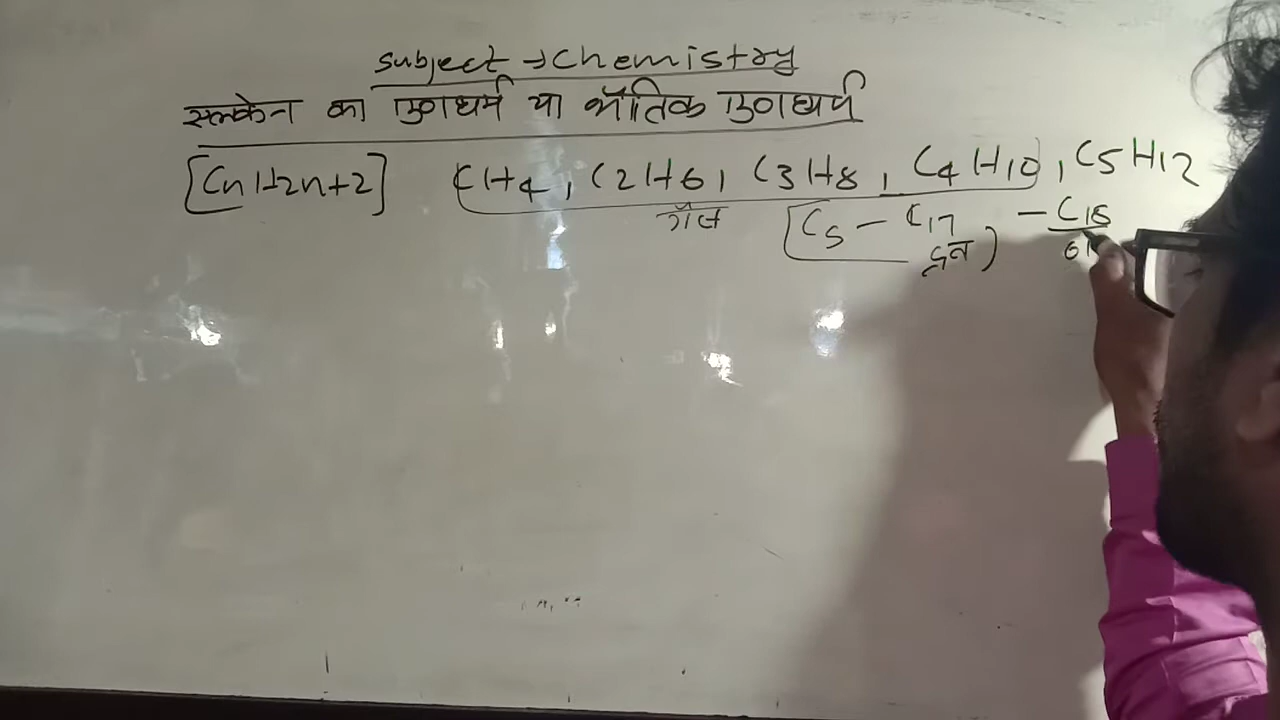 Subject → Chemistry
एल्केन का गुणधर्म या भौतिक गुणधर्म
[CnH2n+2] CH4, C2H6, C3H8, C4H10, C5H12
गैस [C5 - C17 - C18
द्रव)